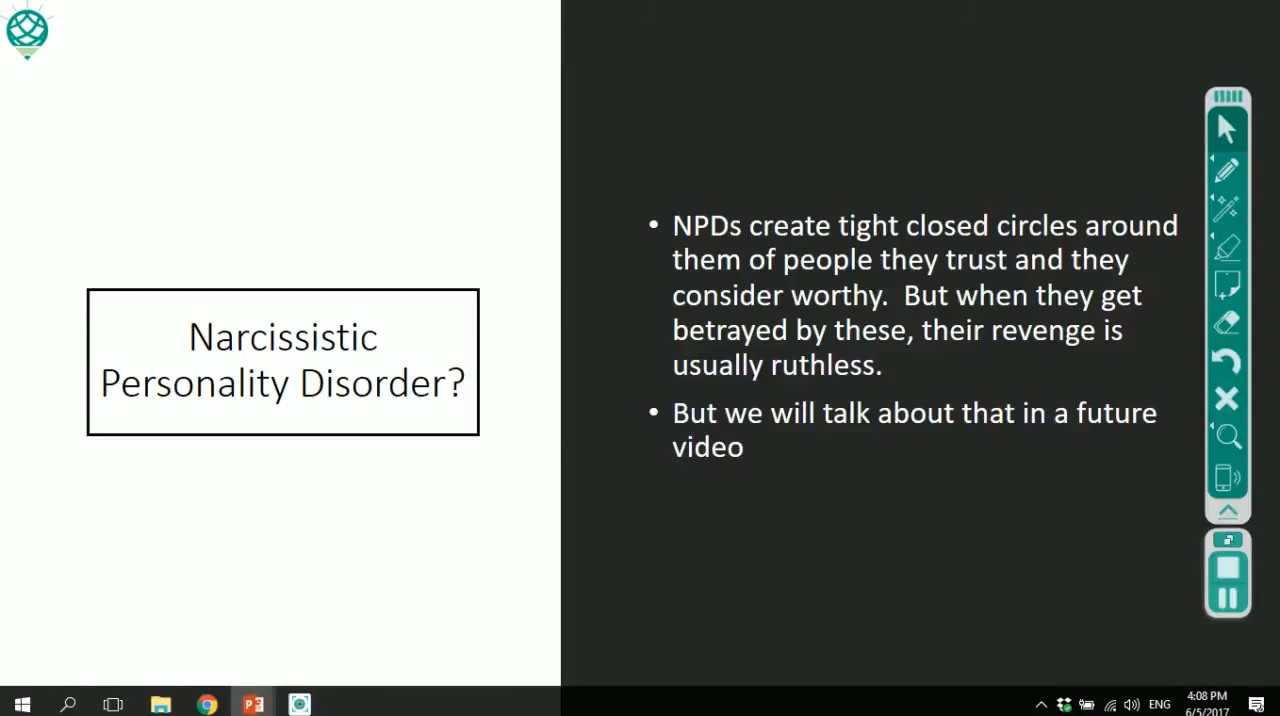 Narcissistic
Personality Disorder?
• NPDs create tight closed circles around
them of people they trust and they
consider worthy.  But when they get
betrayed by these, their revenge is
usually ruthless.
• But we will talk about that in a future
video
ENG
4:08 PM
6/5/2017